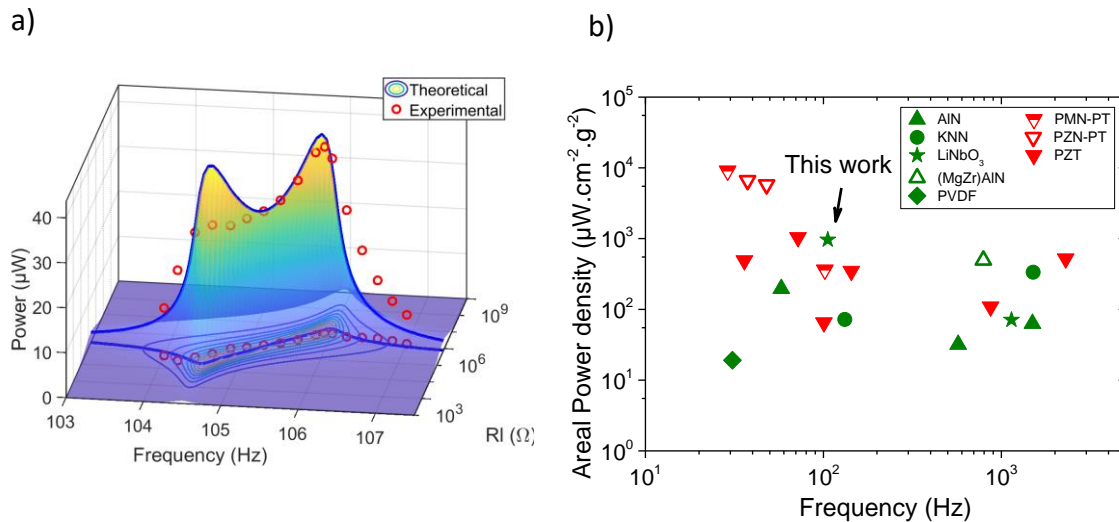 a)
Theoretical
Experimental
40
30
20
10
0
Power (µW)
103
104
105
106
107
Frequency (Hz)
10³
10⁶
10⁹
Rl (Ω)
b)
Areal Power density (µW.cm⁻².g⁻²)
10⁵
10⁴
10³
10²
10¹
10⁰
10¹
10²
10³
Frequency (Hz)
This work
AlN
KNN
LiNbO₃
(MgZr)AlN
PVDF
PMN-PT
PZN-PT
PZT